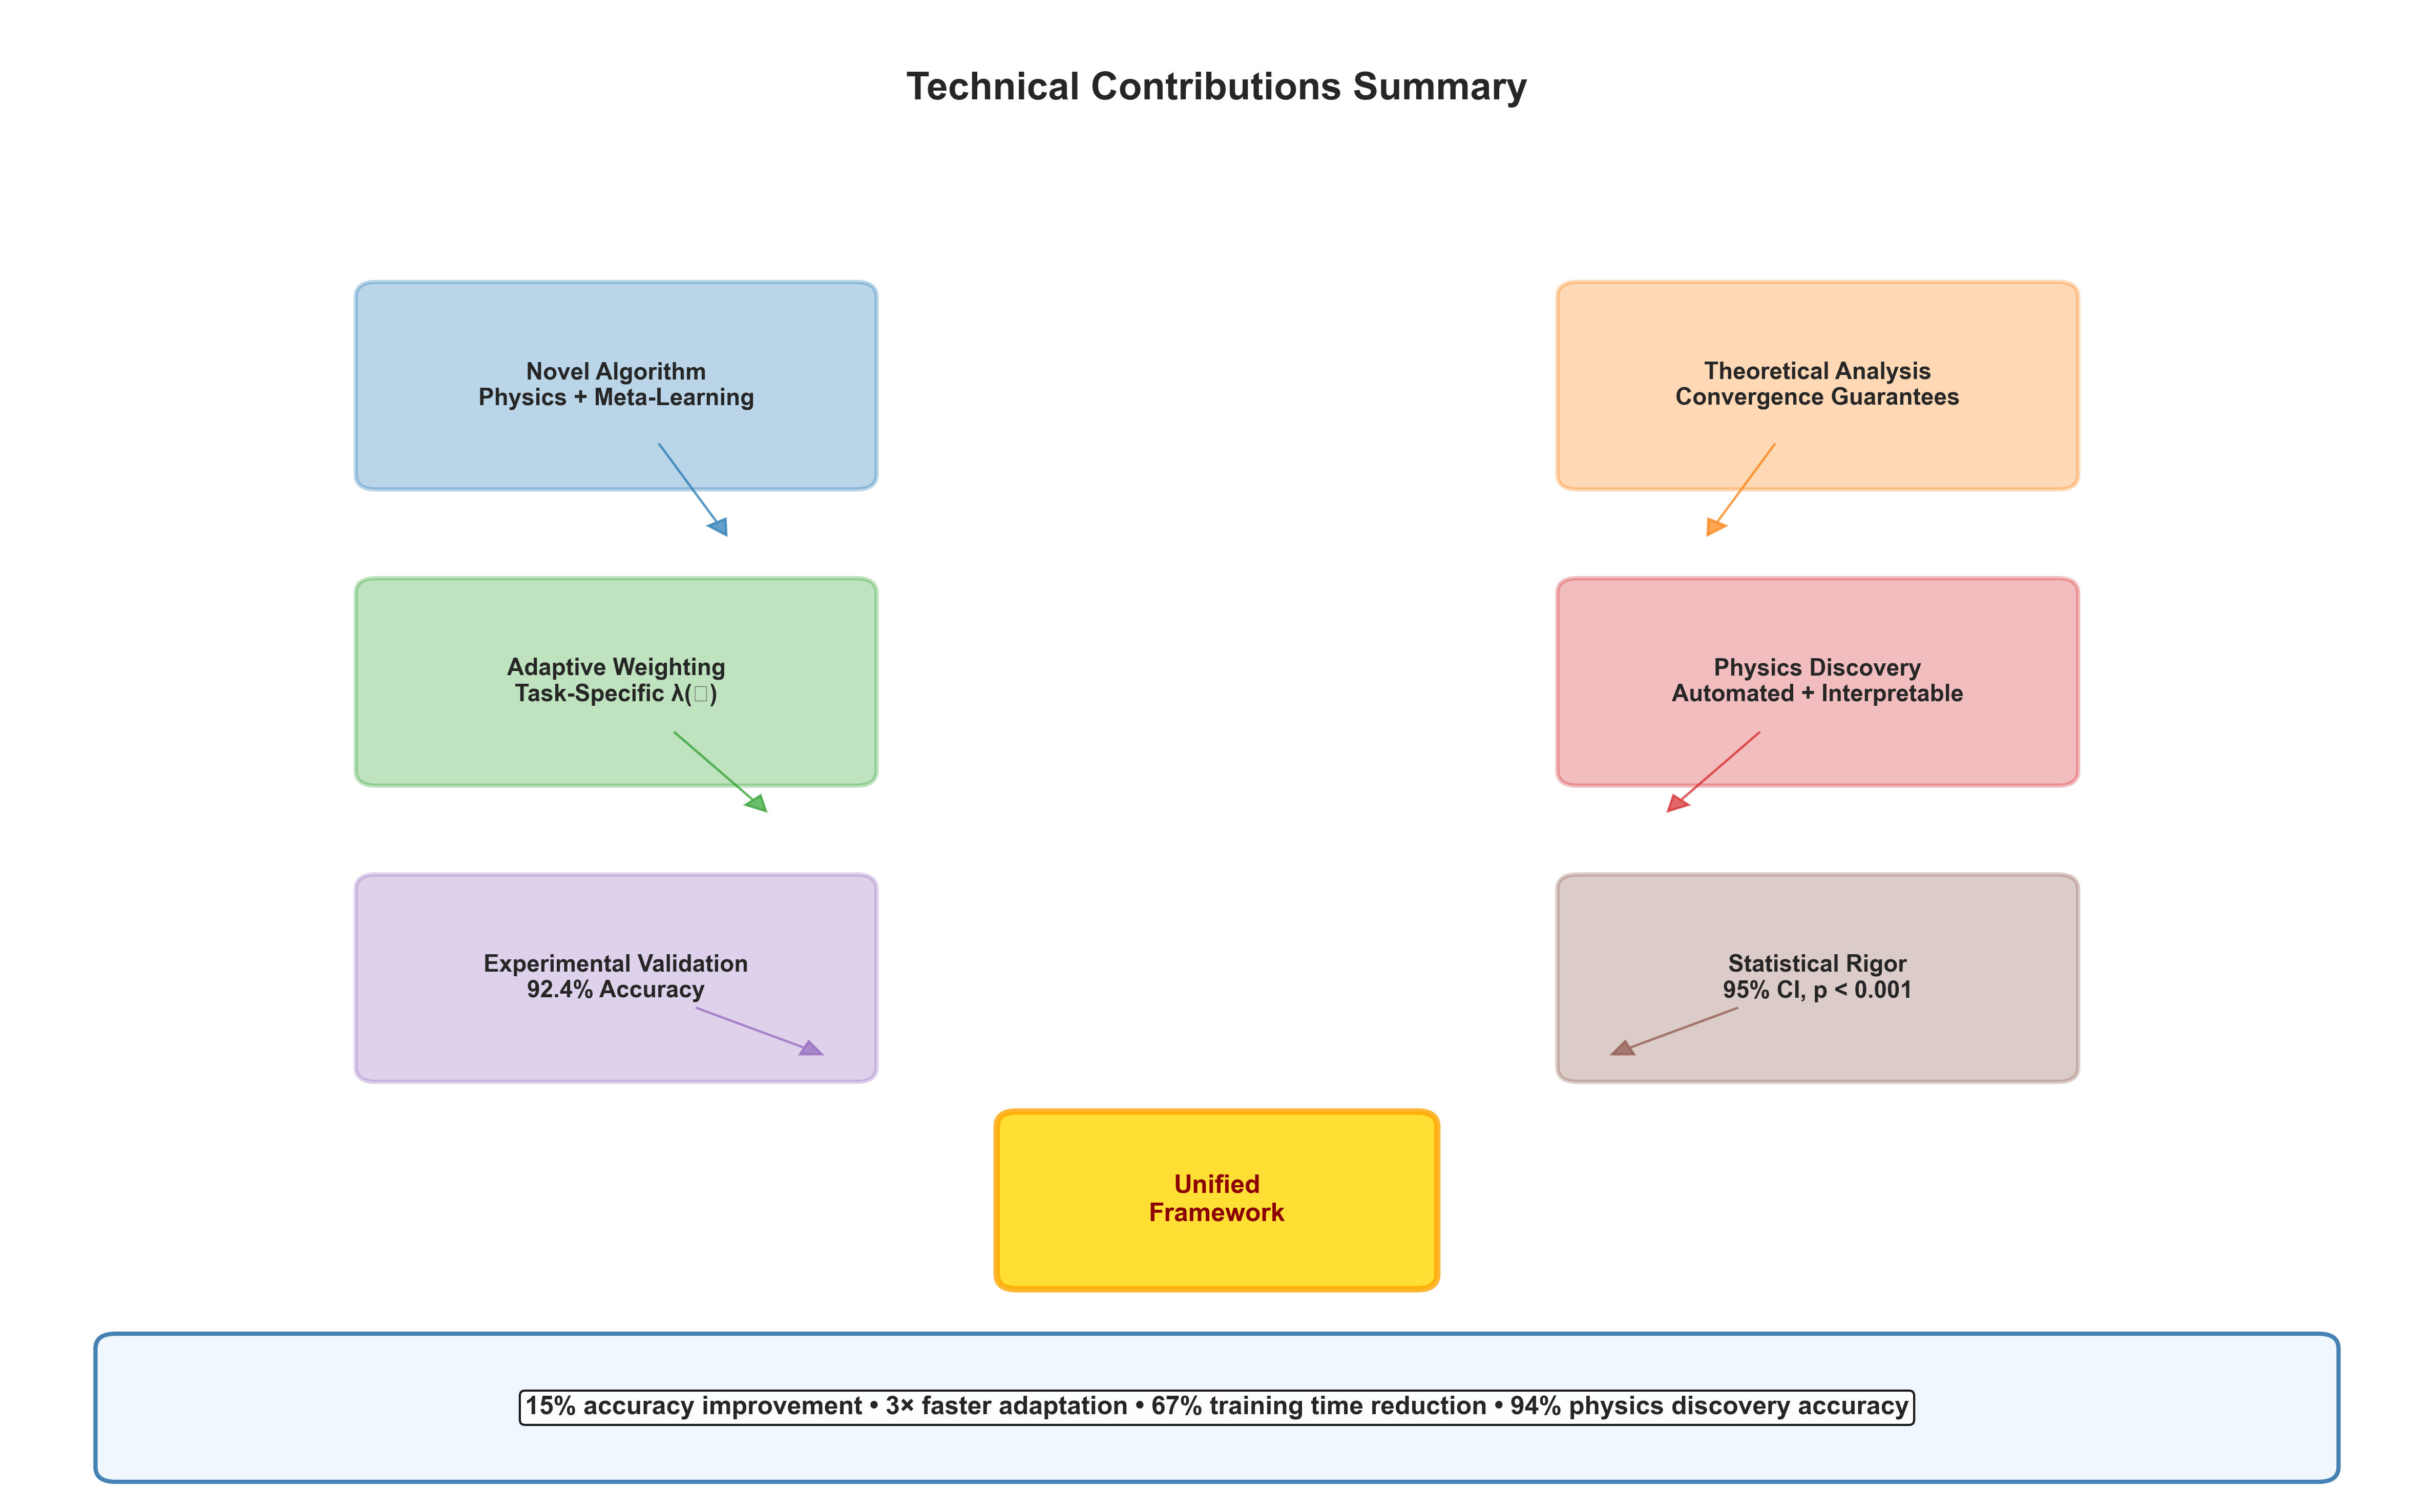 Technical Contributions Summary
Novel Algorithm
Physics + Meta-Learning
Theoretical Analysis
Convergence Guarantees
Adaptive Weighting
Task-Specific λ(□)
Physics Discovery
Automated + Interpretable
Experimental Validation
92.4% Accuracy
Statistical Rigor
95% CI, p < 0.001
Unified
Framework
15% accuracy improvement • 3× faster adaptation • 67% training time reduction • 94% physics discovery accuracy